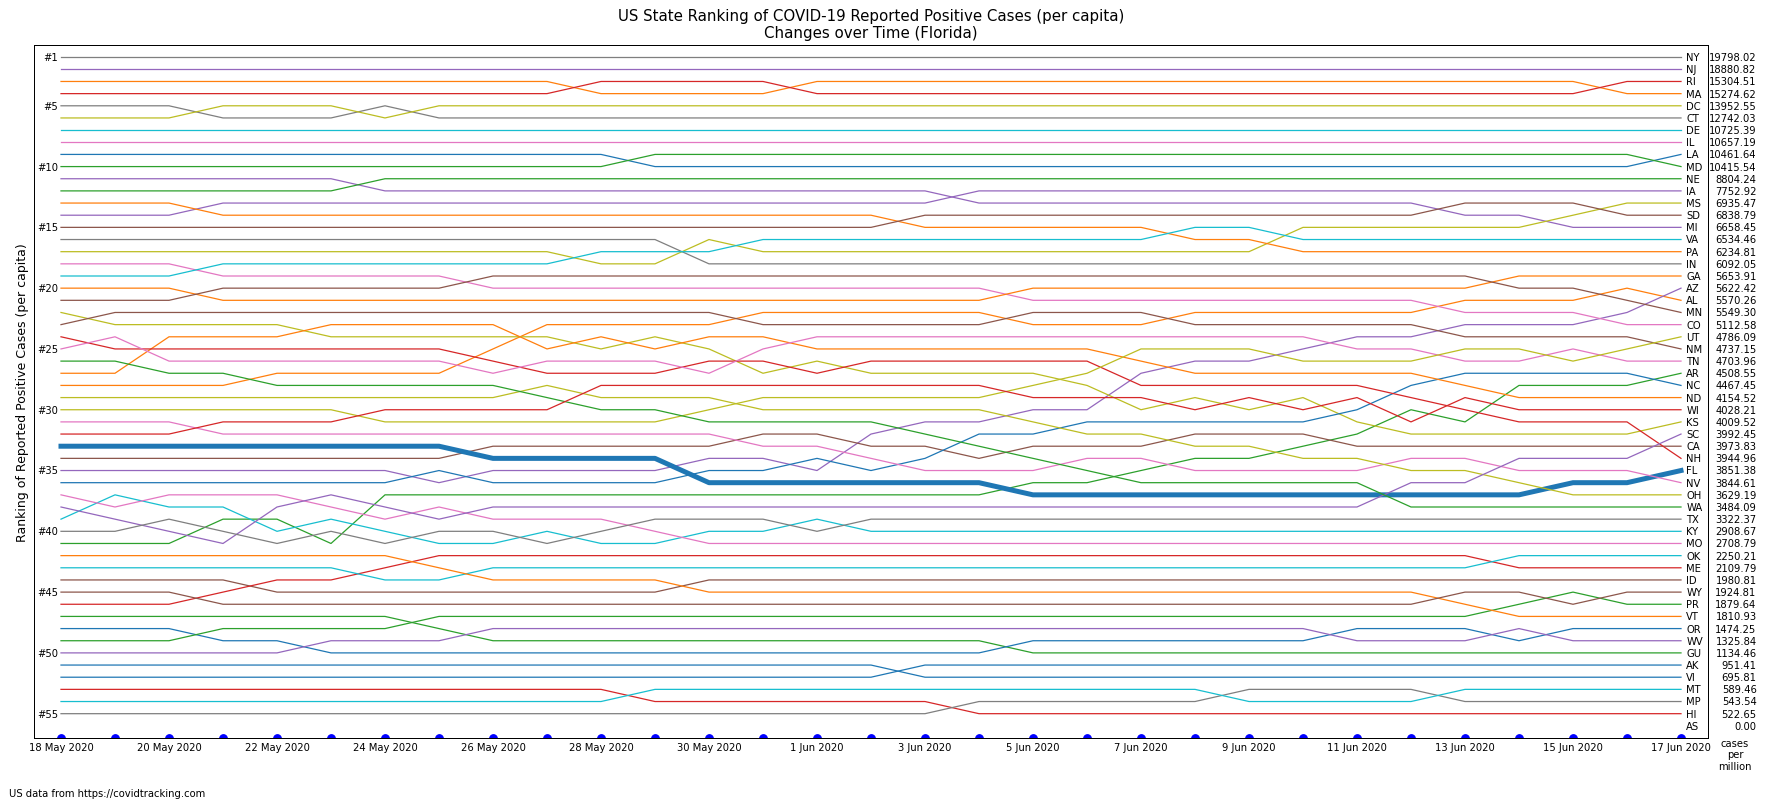 US State Ranking of COVID-19 Reported Positive Cases (per capita)
Changes over Time (Florida)
Ranking of Reported Positive Cases (per capita)
#1
#5
#10
#15
#20
#25
#30
#35
#40
#45
#50
#55
NY 19798.02
NJ 18880.82
RI 15304.51
MA 15274.62
DC 13952.55
CT 12742.03
DE 10725.39
IL 10657.19
LA 10461.64
MD 10415.54
NE 8804.24
IA 7752.92
MS 6935.47
SD 6838.79
MI 6658.45
VA 6534.46
PA 6234.81
IN 6092.05
GA 5653.91
AZ 5622.42
AL 5570.26
MN 5549.30
CO 5112.58
UT 4786.09
NM 4737.15
TN 4703.96
AR 4508.55
NC 4467.45
ND 4154.52
WI 4028.21
KS 4009.52
SC 3992.45
CA 3973.83
NH 3944.96
FL 3851.38
NV 3844.61
OH 3629.19
WA 3484.09
TX 3322.37
KY 2908.67
MO 2708.79
OK 2250.21
ME 2109.79
ID 1980.81
WY 1924.81
PR 1879.64
VT 1810.93
OR 1474.25
WV 1325.84
GU 1134.46
AK 951.41
VI 695.81
MT 589.46
MP 543.54
HI 522.65
AS 0.00
18 May 2020 20 May 2020 22 May 2020 24 May 2020 26 May 2020 28 May 2020 30 May 2020 1 Jun 2020 3 Jun 2020 5 Jun 2020 7 Jun 2020 9 Jun 2020 11 Jun 2020 13 Jun 2020 15 Jun 2020 17 Jun 2020
cases
per
million
US data from https://covidtracking.com